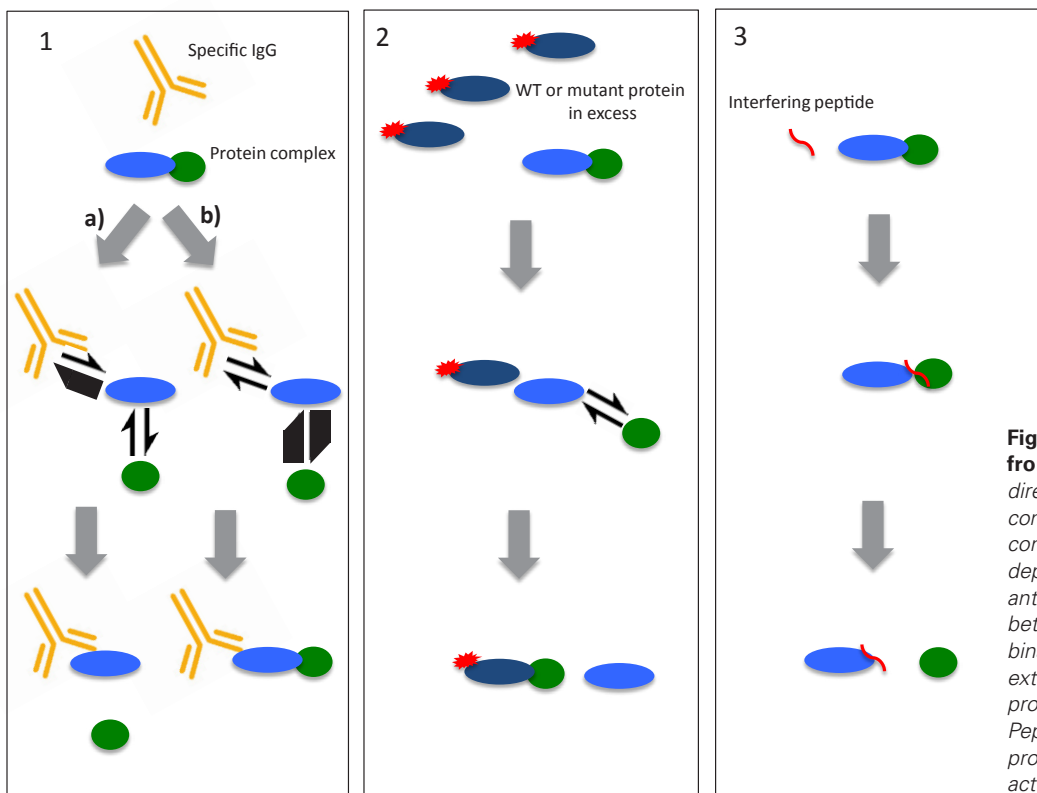 1
Specific IgG
Protein complex
a)
b)
2
WT or mutant protein
in excess
3
Interfering peptide
Fig
fro
dire
con
con
dep
ant
bet
bin
ext
pro
Pep
pro
act